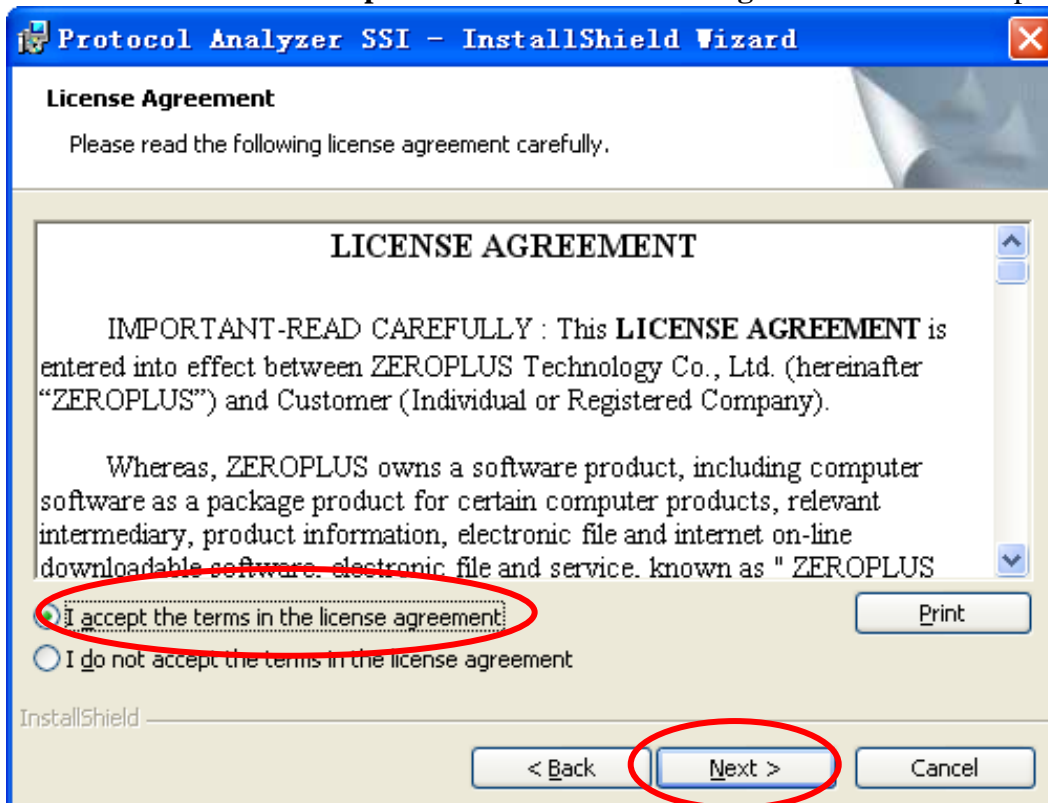 Protocol Analyzer SSI - InstallShield Wizard
License Agreement
Please read the following license agreement carefully.
LICENSE AGREEMENT
IMPORTANT-READ CAREFULLY : This LICENSE AGREEMENT is
entered into effect between ZEROPLUS Technology Co., Ltd. (hereinafter
“ZEROPLUS”) and Customer (Individual or Registered Company).
Whereas, ZEROPLUS owns a software product, including computer
software as a package product for certain computer products, relevant
intermediary, product information, electronic file and internet on-line
downloadable software, electronic file and service, known as " ZEROPLUS
I accept the terms in the license agreement
Print
I do not accept the terms in the license agreement
InstallShield
< Back
Next >
Cancel